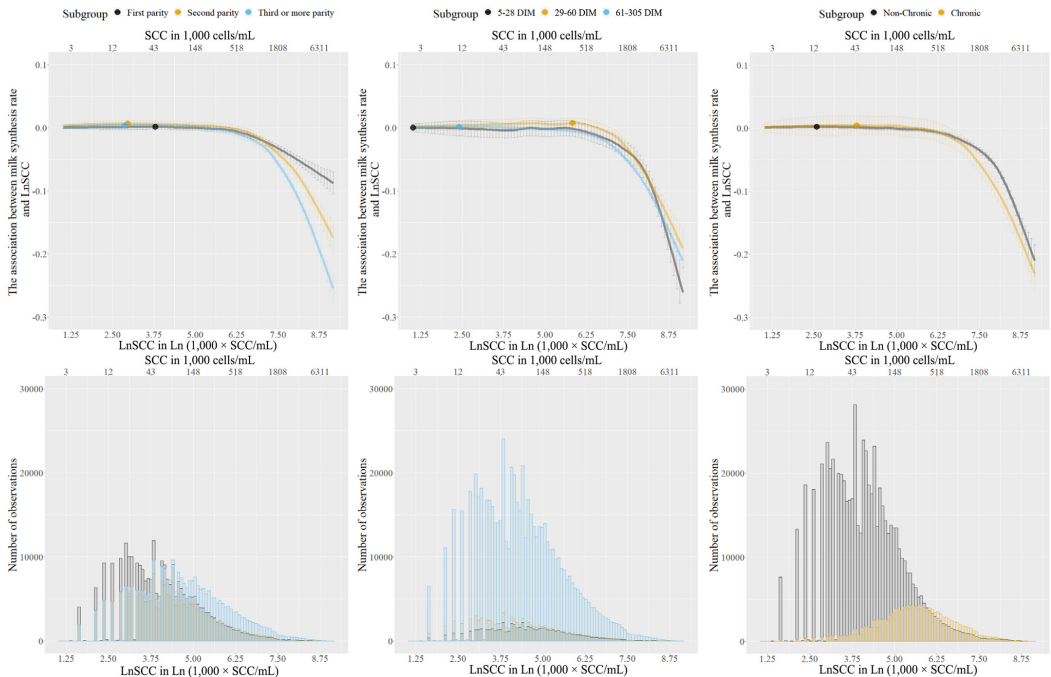 Subgroup First parity Second parity Third or more parity
SCC in 1,000 cells/mL
3 12 43 148 518 1808 6311
The association between milk synthesis rate
and LnSCC
0.1
0.0
-0.1
-0.2
-0.3
1.25 2.50 3.75 5.00 6.25 7.50 8.75
LnSCC in Ln (1,000 × SCC/mL)
Subgroup 5-28 DIM 29-60 DIM 61-305 DIM
SCC in 1,000 cells/mL
3 12 43 148 518 1808 6311
The association between milk synthesis rate
and LnSCC
0.1
0.0
-0.1
-0.2
-0.3
1.25 2.50 3.75 5.00 6.25 7.50 8.75
LnSCC in Ln (1,000 × SCC/mL)
Subgroup Non-Chronic Chronic
SCC in 1,000 cells/mL
3 12 43 148 518 1808 6311
The association between milk synthesis rate
and LnSCC
0.1
0.0
-0.1
-0.2
-0.3
1.25 2.50 3.75 5.00 6.25 7.50 8.75
LnSCC in Ln (1,000 × SCC/mL)
SCC in 1,000 cells/mL
3 12 43 148 518 1808 6311
Number of observations
30000
20000
10000
0
1.25 2.50 3.75 5.00 6.25 7.50 8.75
LnSCC in Ln (1,000 × SCC/mL)
SCC in 1,000 cells/mL
3 12 43 148 518 1808 6311
Number of observations
30000
20000
10000
0
1.25 2.50 3.75 5.00 6.25 7.50 8.75
LnSCC in Ln (1,000 × SCC/mL)
SCC in 1,000 cells/mL
3 12 43 148 518 1808 6311
Number of observations
30000
20000
10000
0
1.25 2.50 3.75 5.00 6.25 7.50 8.75
LnSCC in Ln (1,000 × SCC/mL)